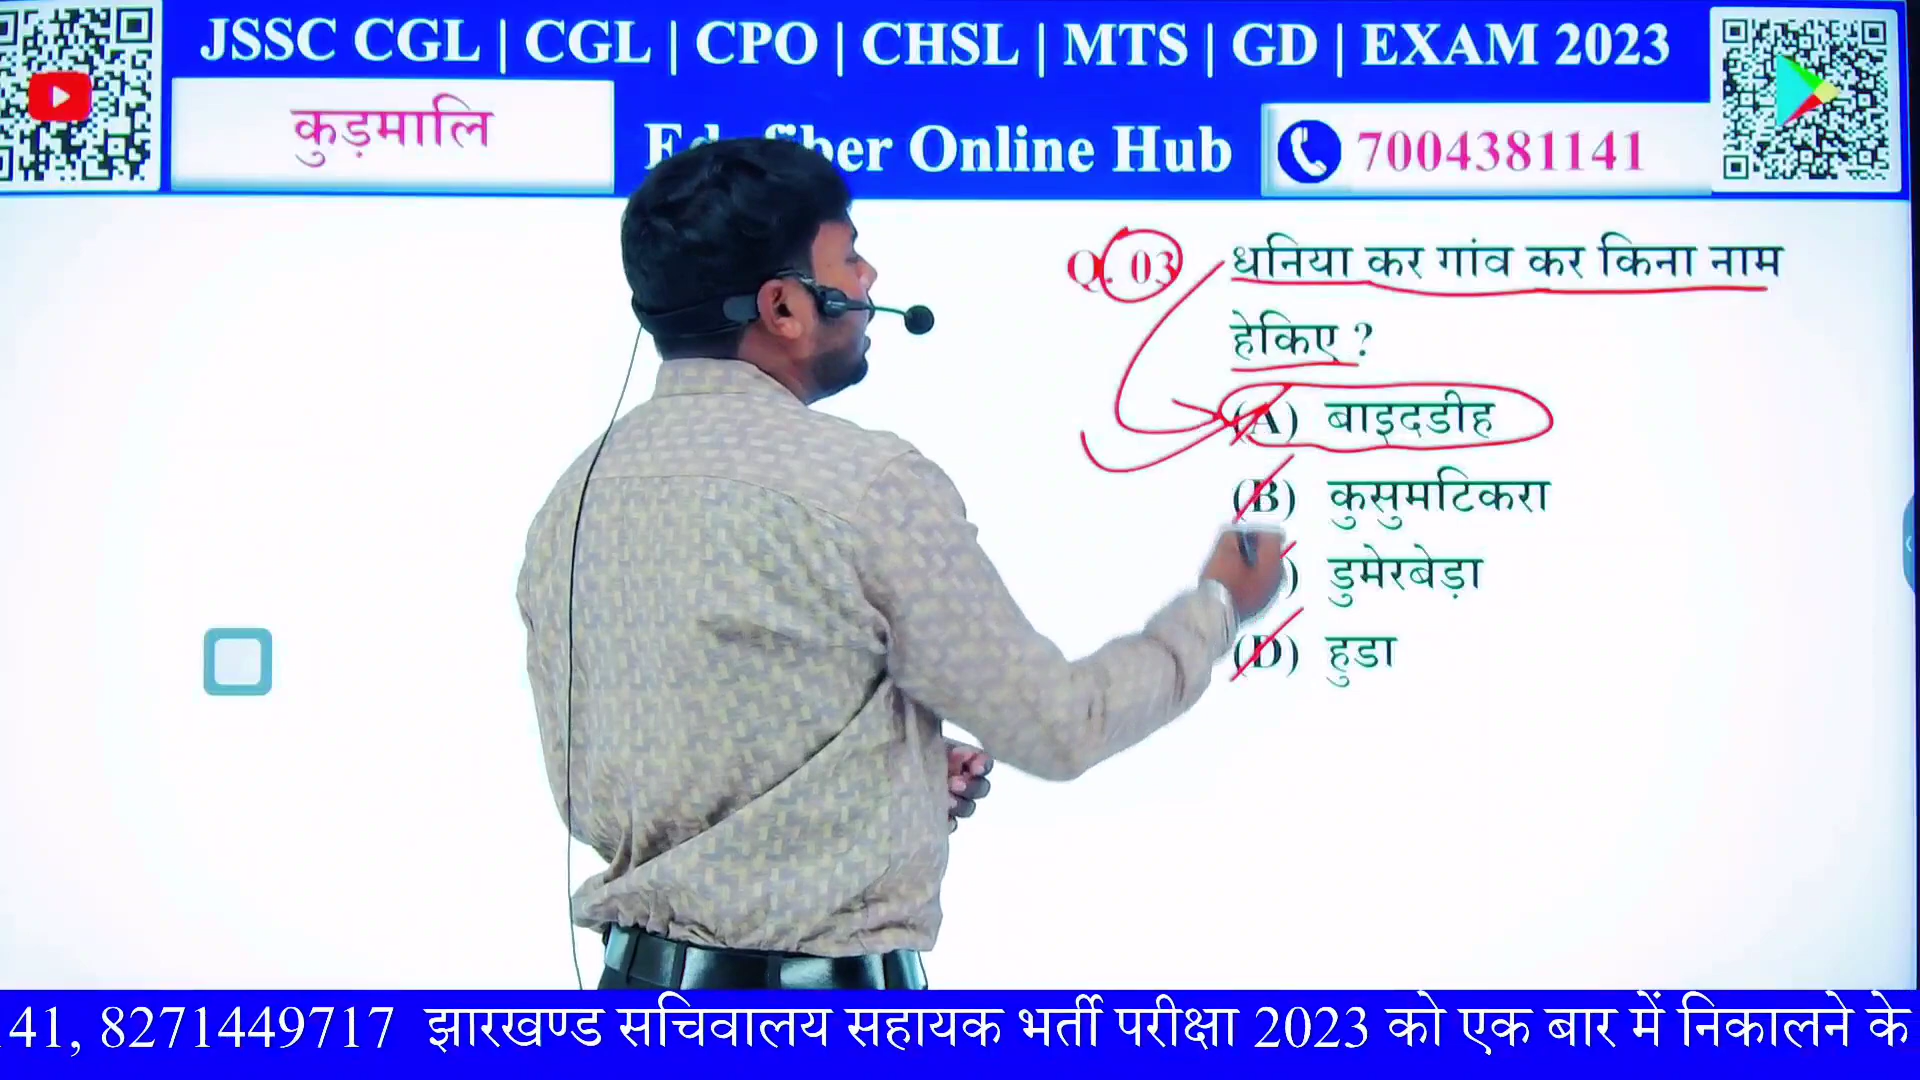 JSSC CGL | CGL | CPO | CHSL | MTS | GD | EXAM 2023
कुड़मालि
Online Hub
7004381141
Q. 03 धनिया कर गांव कर किना नाम
हेकिए ?
(A) बाइदडीह
(B) कुसुमटिकरा
) डुमेरबेड़ा
(D) हुडा
41, 8271449717 झारखण्ड सचिवालय सहायक भर्ती परीक्षा 2023 को एक बार में निकालने के